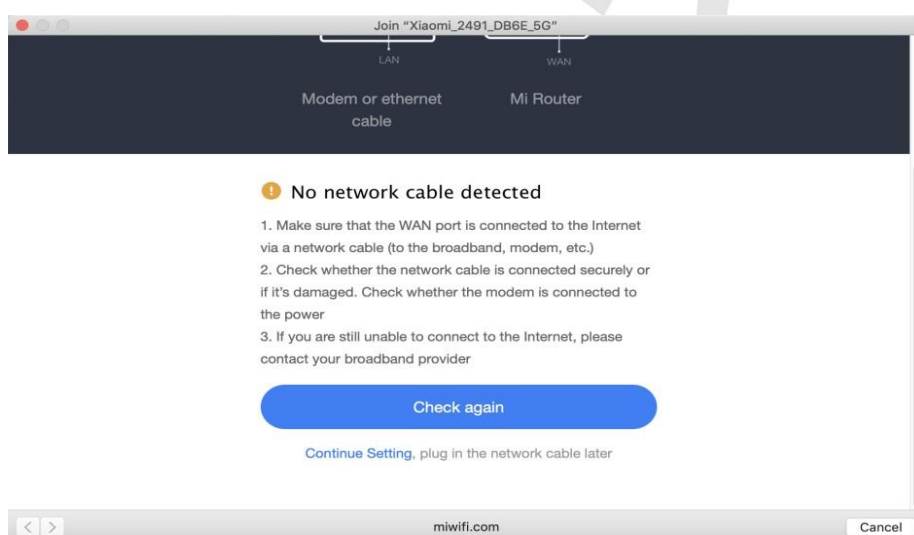 Join “Xiaomi_2491_DB6E_5G”
LAN
WAN
Modem or ethernet
cable
Mi Router
No network cable detected
1. Make sure that the WAN port is connected to the Internet
via a network cable (to the broadband, modem, etc.)
2. Check whether the network cable is connected securely or
if it's damaged. Check whether the modem is connected to
the power
3. If you are still unable to connect to the Internet, please
contact your broadband provider
Check again
Continue Setting, plug in the network cable later
miwifi.com
Cancel